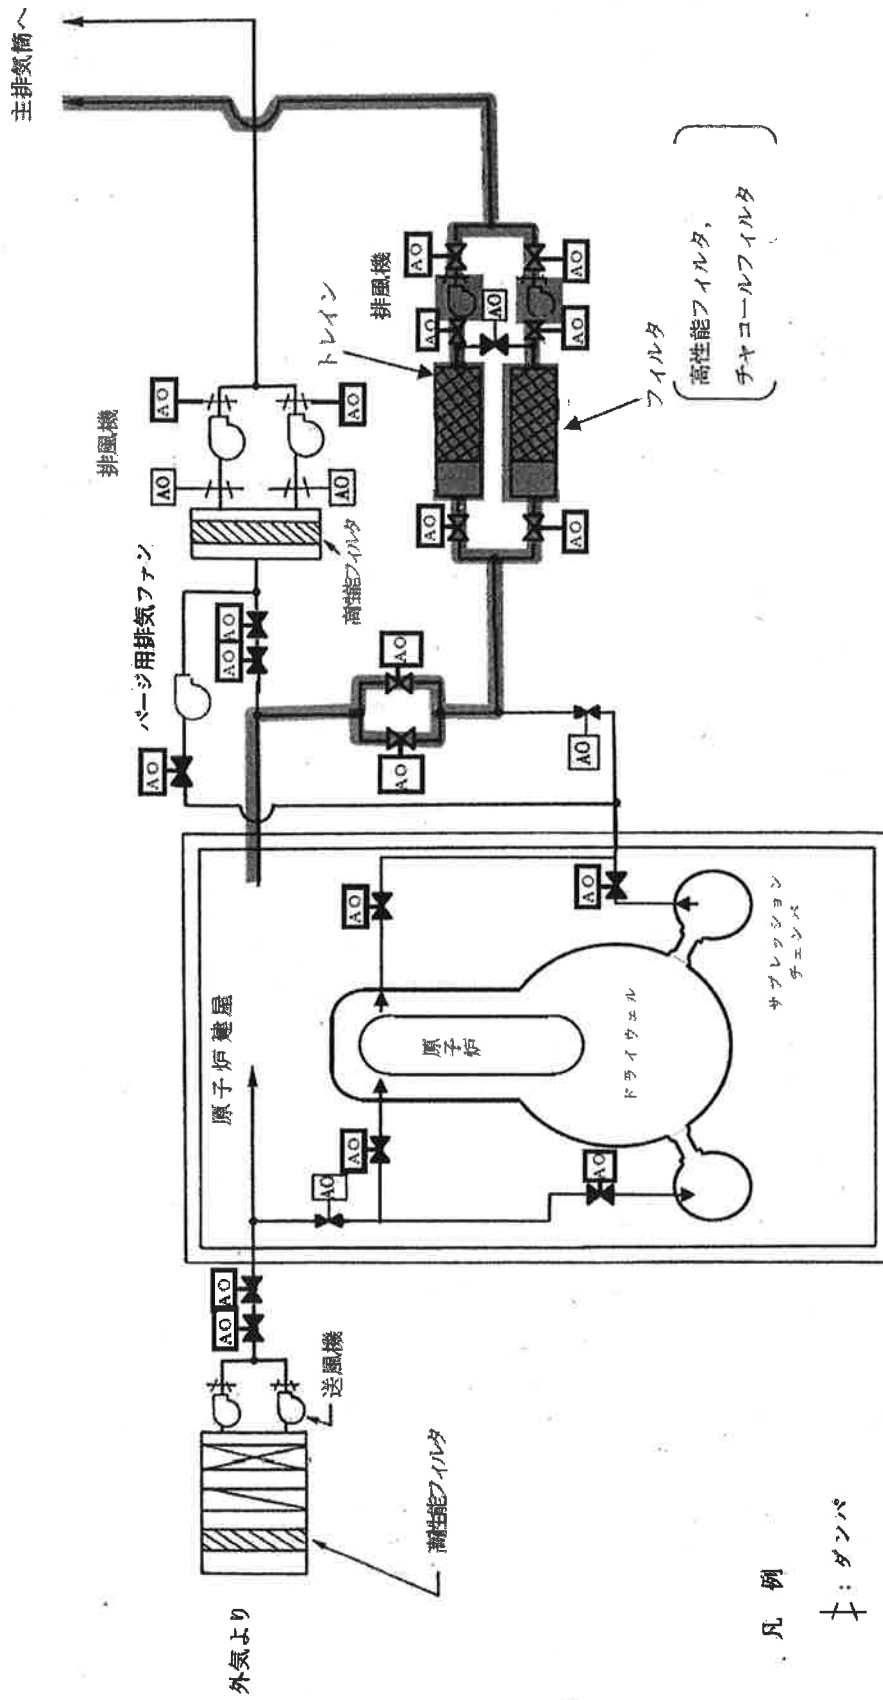 主排気筒へ
排風機
AO
AO
AO
AO
高性能フィルタ
パージ用排気ファン
AO
AO
AO
排風機
トレイン
AO
AO
AO
AO
AO
AO
AO
フィルタ
高性能フィルタ,
チャコールフィルタ
AO
AO
AO
原子炉建屋
AO
AO
AO
AO
AO
原子炉
ドライウェル
サプレッション
チェンバ
AO
AO
送風機
高性能フィルタ
外気より
凡例
:ダンパ